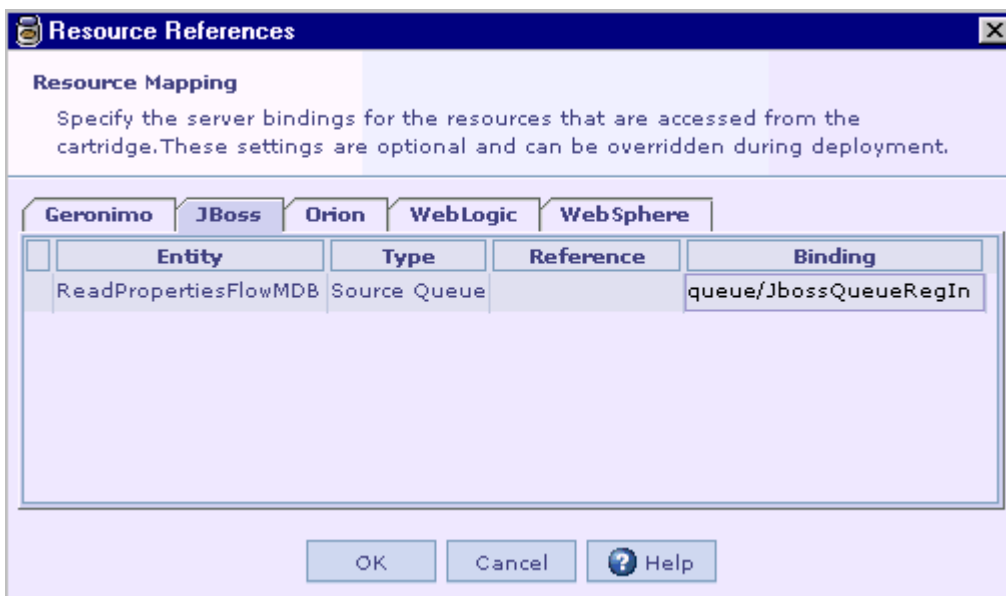 Resource References
Resource Mapping
Specify the server bindings for the resources that are accessed from the
cartridge.These settings are optional and can be overridden during deployment.
Geronimo JBoss Orion WebLogic WebSphere
Entity Type Reference Binding
ReadPropertiesFlowMDB Source Queue queue/JbossQueueRegIn
OK Cancel Help